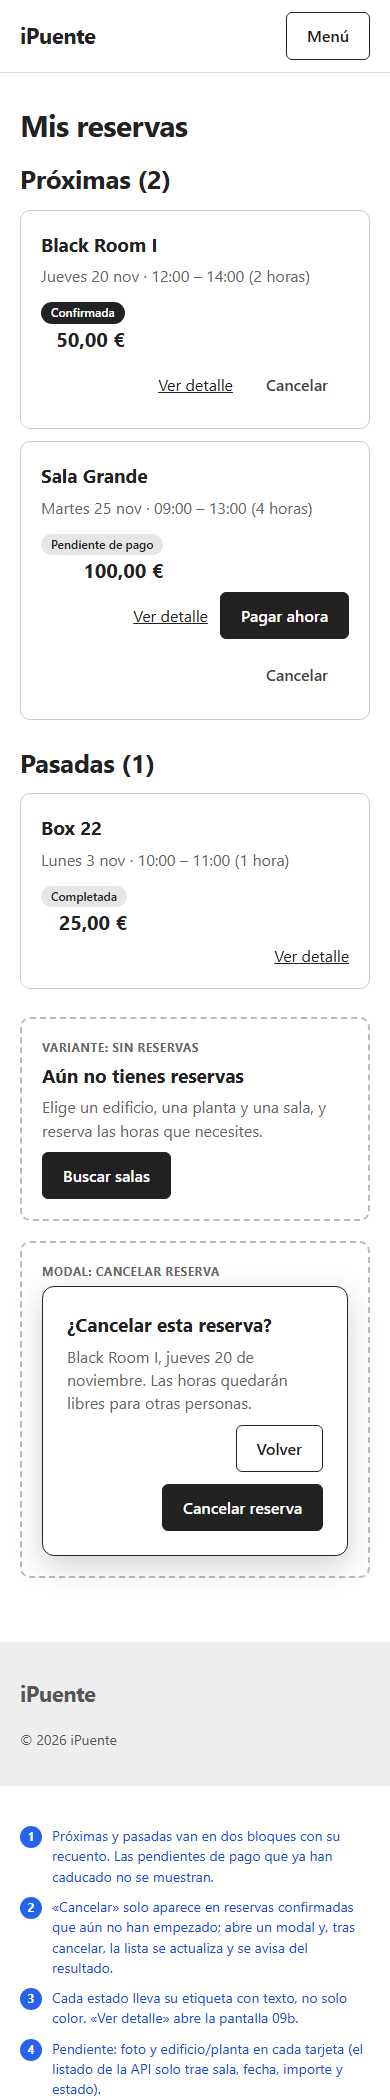 iPuente
Menú
Mis reservas
Próximas (2)
Black Room I
Jueves 20 nov · 12:00 – 14:00 (2 horas)
Confirmada
50,00 €
Ver detalle
Cancelar
Sala Grande
Martes 25 nov · 09:00 – 13:00 (4 horas)
Pendiente de pago
100,00 €
Ver detalle
Pagar ahora
Cancelar
Pasadas (1)
Box 22
Lunes 3 nov · 10:00 – 11:00 (1 hora)
Completada
25,00 €
Ver detalle
VARIANTE: SIN RESERVAS
Aún no tienes reservas
Elige un edificio, una planta y una sala, y
reserva las horas que necesites.
Buscar salas
MODAL: CANCELAR RESERVA
¿Cancelar esta reserva?
Black Room I, jueves 20 de
noviembre. Las horas quedarán
libres para otras personas.
Volver
Cancelar reserva
iPuente
© 2026 iPuente
1 Próximas y pasadas van en dos bloques con su
recuento. Las pendientes de pago que ya han
caducado no se muestran.
2 «Cancelar» solo aparece en reservas confirmadas
que aún no han empezado; abre un modal y, tras
cancelar, la lista se actualiza y se avisa del
resultado.
3 Cada estado lleva su etiqueta con texto, no solo
color. «Ver detalle» abre la pantalla 09b.
4 Pendiente: foto y edificio/planta en cada tarjeta (el
listado de la API solo trae sala, fecha, importe y
estado).